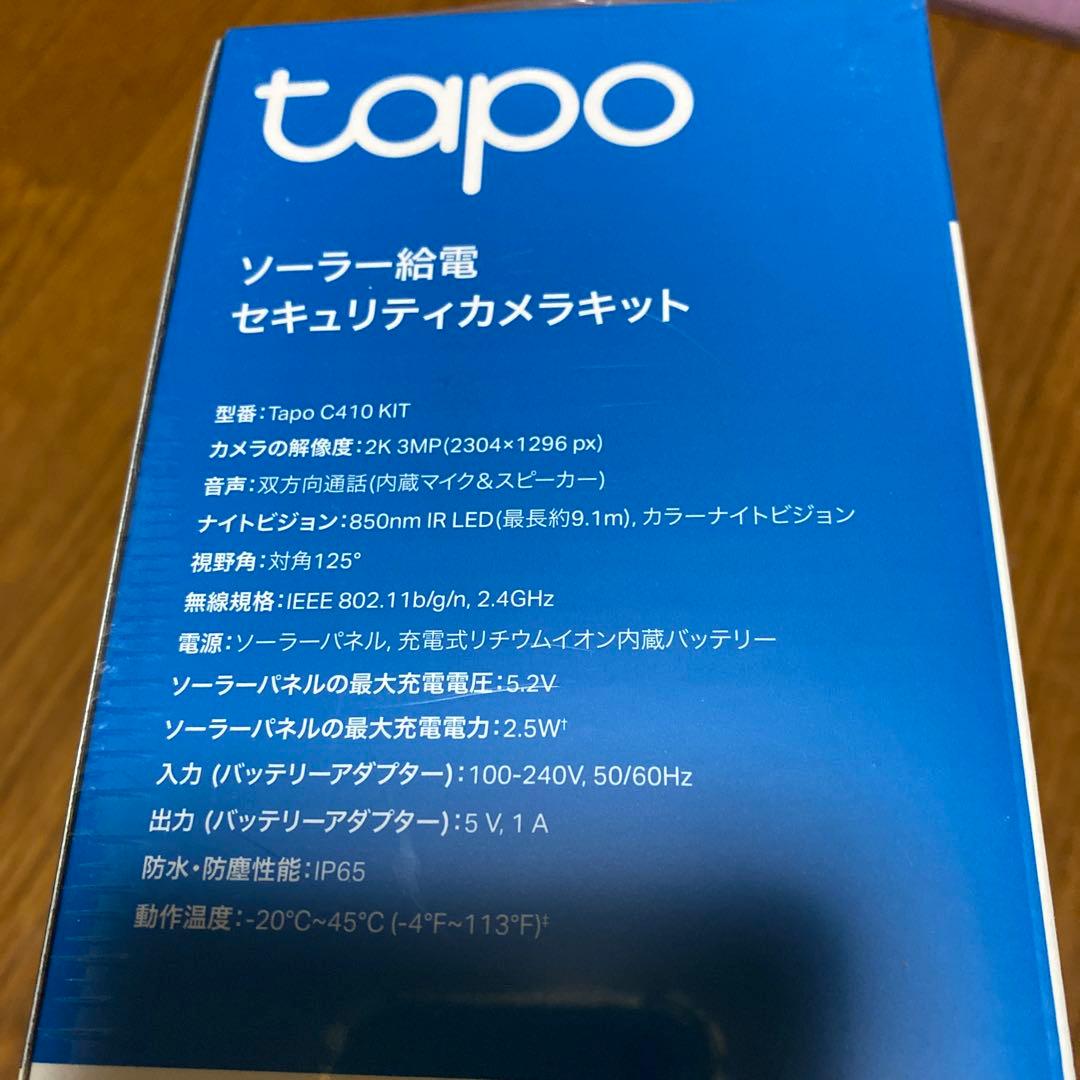 tapo
ソーラー給電
セキュリティカメラキット
型番:Tapo C410 KIT
カメラの解像度:2K 3MP(2304×1296 px)
音声:双方向通話(内蔵マイク&スピーカー)
ナイトビジョン:850nm IR LED(最長約9.1m), カラーナイトビジョン
視野角:対角125°
無線規格:IEEE 802.11b/g/n, 2.4GHz
電源:ソーラーパネル, 充電式リチウムイオン内蔵バッテリー
ソーラーパネルの最大充電電圧:5.2V
ソーラーパネルの最大充電電力:2.5W†
入力 (バッテリーアダプター):100-240V, 50/60Hz
出力 (バッテリーアダプター):5 V, 1 A
防水・防塵性能:IP65
動作温度:-20°C~45°C (-4°F~113°F)‡